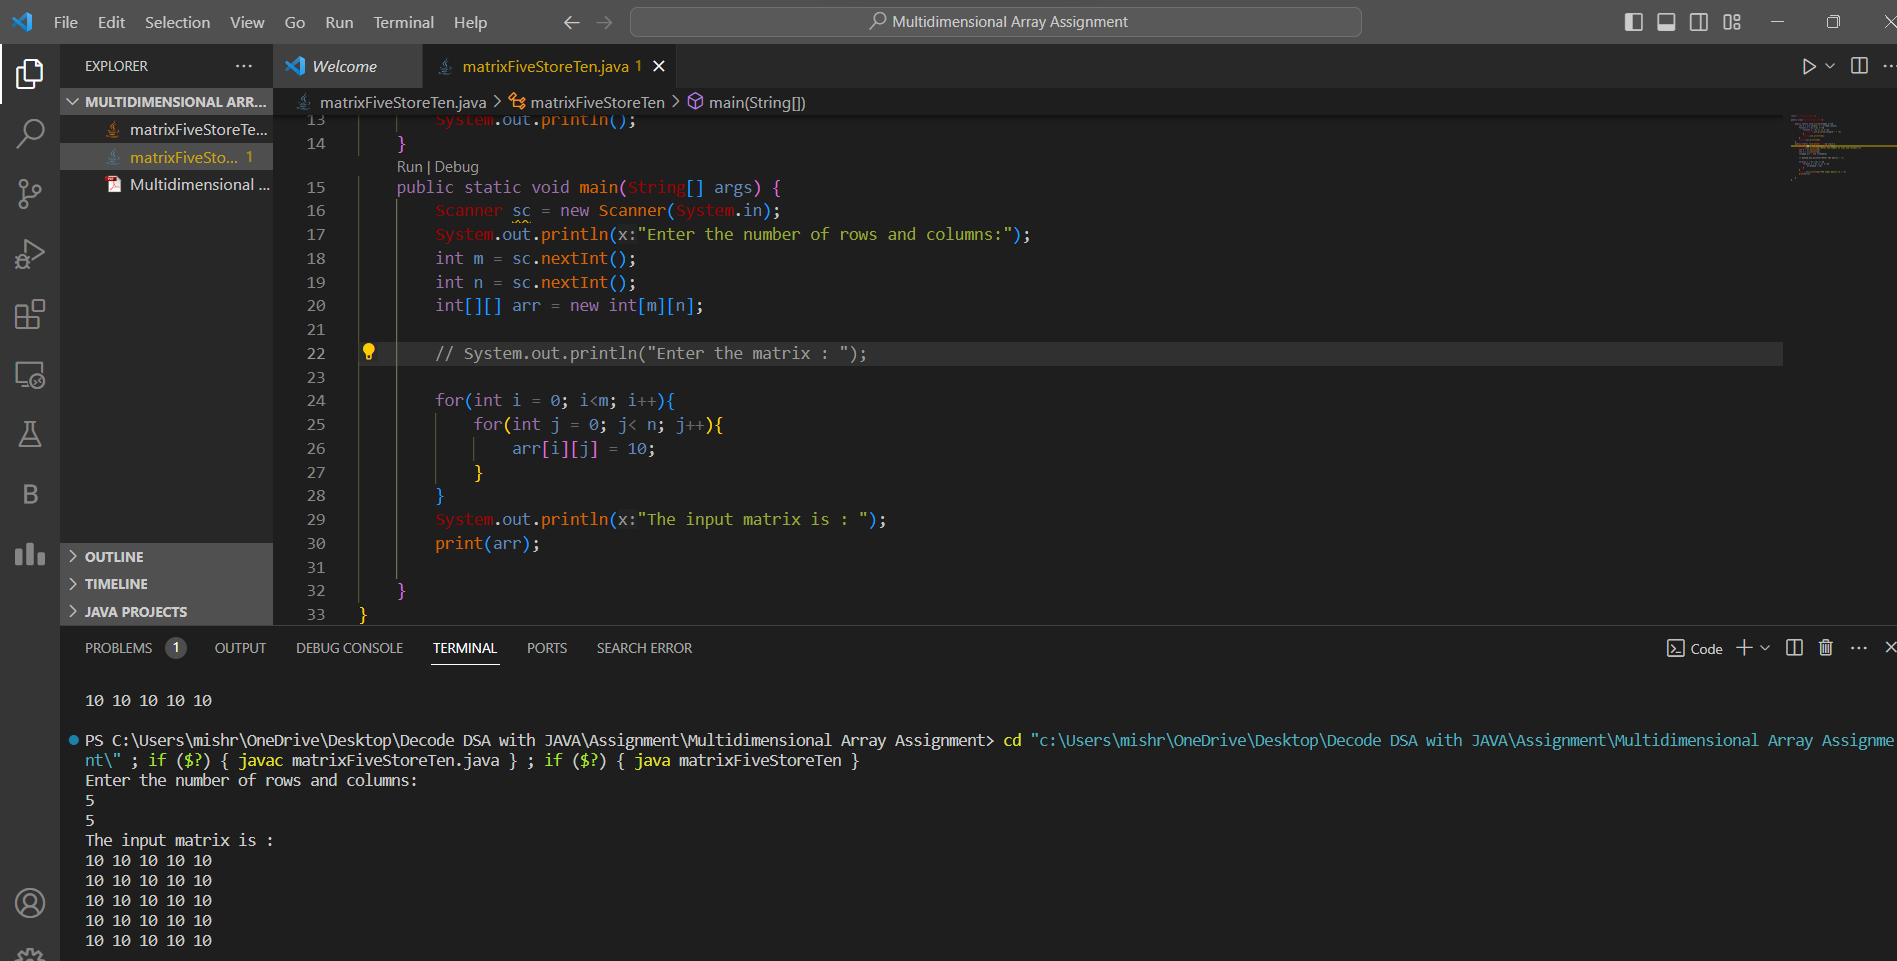 File Edit Selection View Go Run Terminal Help
Multidimensional Array Assignment
EXPLORER ···
MULTIDIMENSIONAL ARR...
matrixFiveStoreTe...
matrixFiveSto... 1
Multidimensional ...
OUTLINE
TIMELINE
JAVA PROJECTS
Welcome
matrixFiveStoreTen.java 1
matrixFiveStoreTen.java > matrixFiveStoreTen > main(String[])
13 System.out.println();
14 }
Run | Debug
15 public static void main(String[] args) {
16 Scanner sc = new Scanner(System.in);
17 System.out.println(x:"Enter the number of rows and columns:");
18 int m = sc.nextInt();
19 int n = sc.nextInt();
20 int[][] arr = new int[m][n];
21
22 // System.out.println("Enter the matrix : ");
23
24 for(int i = 0; i<m; i++){
25 for(int j = 0; j< n; j++){
26 arr[i][j] = 10;
27 }
28 }
29 System.out.println(x:"The input matrix is : ");
30 print(arr);
31
32 }
33 }
PROBLEMS 1 OUTPUT DEBUG CONSOLE TERMINAL PORTS SEARCH ERROR
Code
10 10 10 10 10
PS C:\Users\mishr\OneDrive\Desktop\Decode DSA with JAVA\Assignment\Multidimensional Array Assignment> cd "c:\Users\mishr\OneDrive\Desktop\Decode DSA with JAVA\Assignment\Multidimensional Array Assignme
nt\" ; if ($?) { javac matrixFiveStoreTen.java } ; if ($?) { java matrixFiveStoreTen }
Enter the number of rows and columns:
5
5
The input matrix is :
10 10 10 10 10
10 10 10 10 10
10 10 10 10 10
10 10 10 10 10
10 10 10 10 10
B